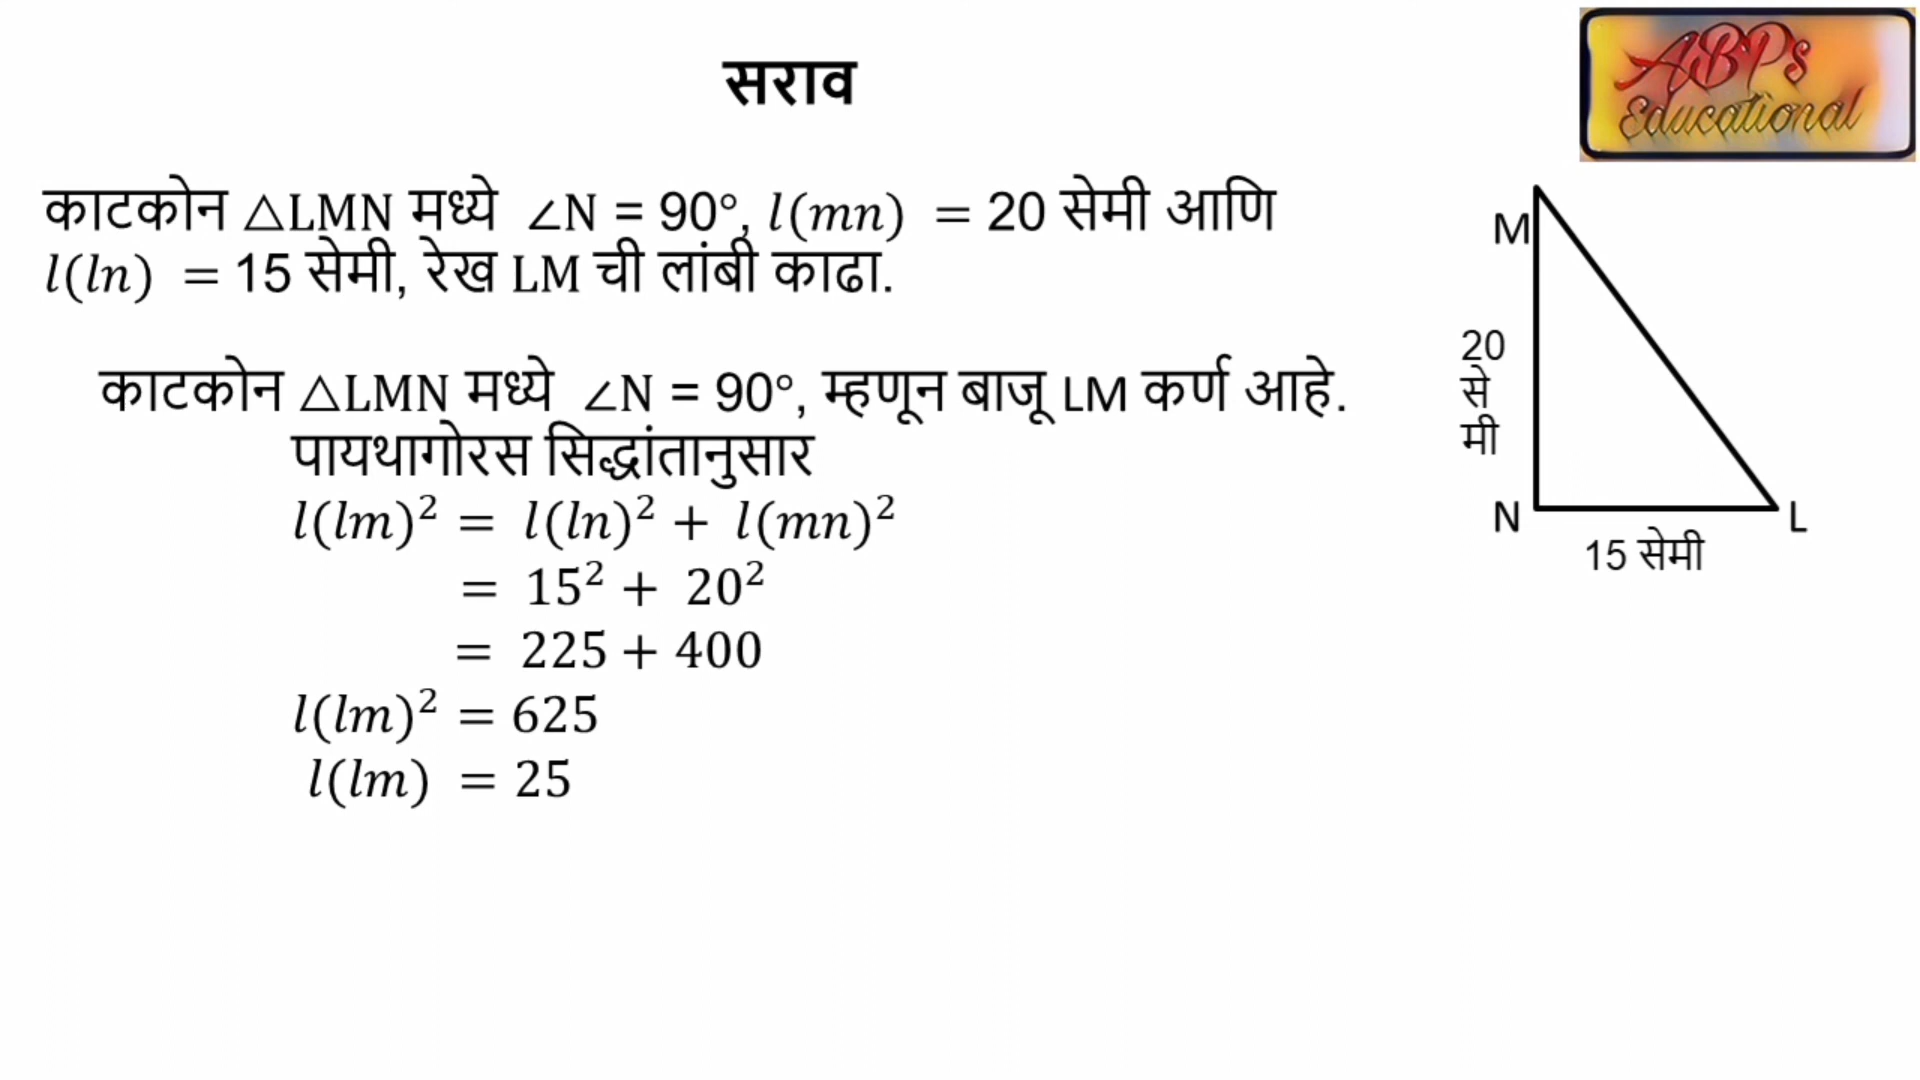 ABPs
Educational
सराव
काटकोन △LMN मध्ये ∠N = 90°, l(mn) = 20 सेमी आणि
l(ln) = 15 सेमी, रेख LM ची लांबी काढा.
काटकोन △LMN मध्ये ∠N = 90°, म्हणून बाजू LM कर्ण आहे.
पायथागोरस सिद्धांतानुसार
l(lm)² = l(ln)² + l(mn)²
= 15² + 20²
= 225 + 400
l(lm)² = 625
l(lm) = 25
M
20
से
मी
N
L
15 सेमी